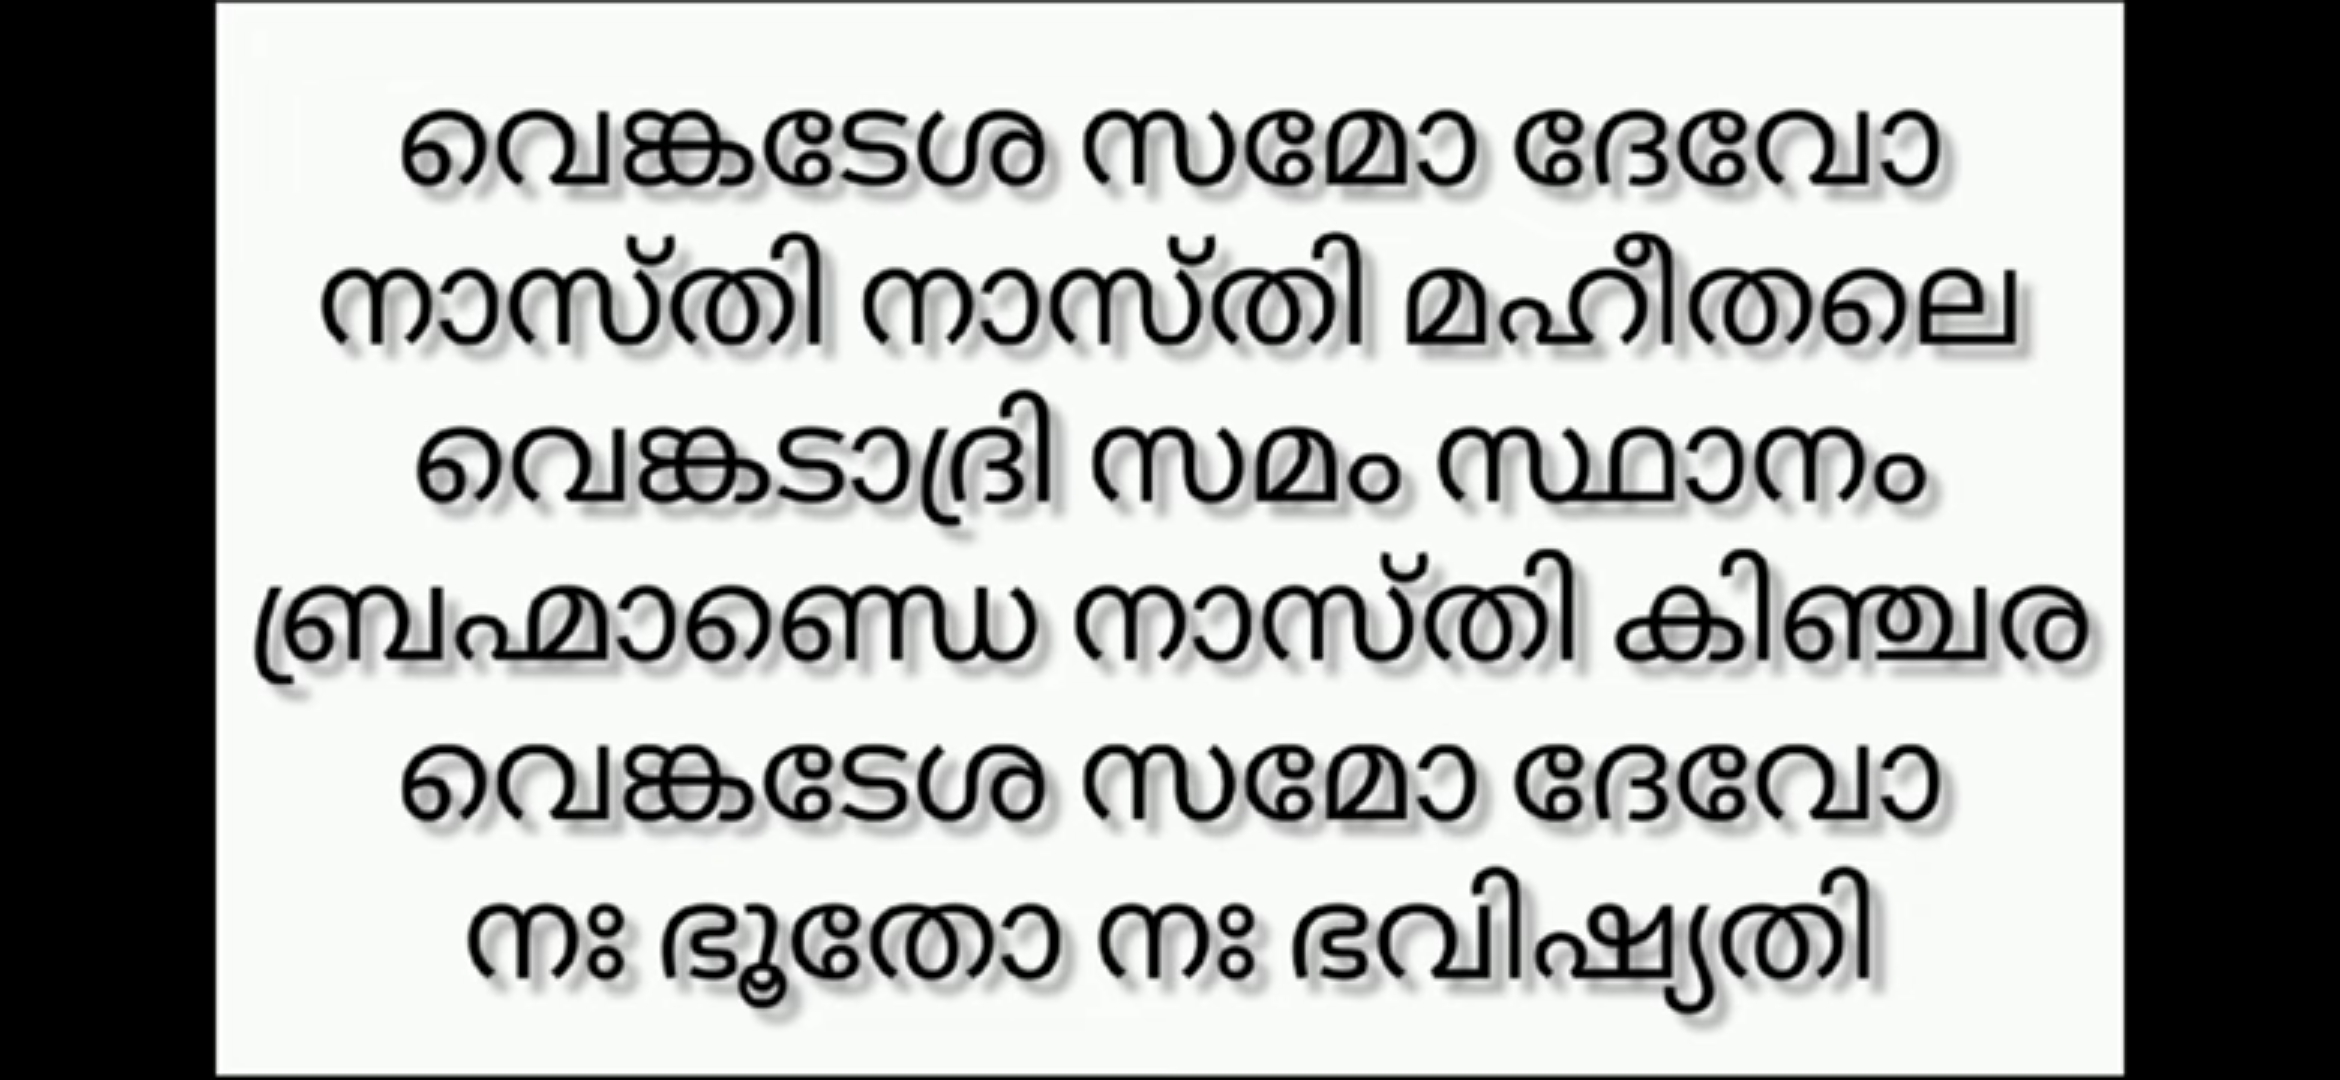 വെങ്കടേശ സമോ ദേവോ
നാസ്തി നാസ്തി മഹീതലെ
വെങ്കടാദ്രി സമം സ്ഥാനം
ബ്രഹ്മാണ്ഡെ നാസ്തി കിഞ്ചര
വെങ്കടേശ സമോ ദേവോ
നഃ ഭൂതോ നഃ ഭവിഷ്യതി